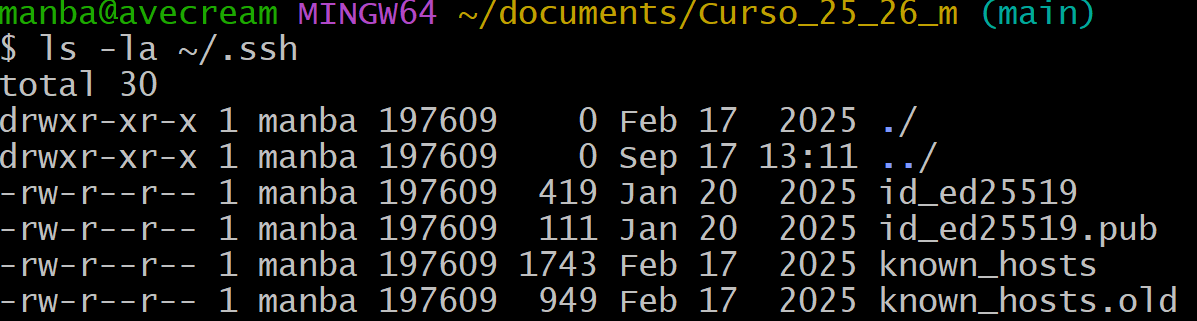 manba@avecream MINGW64 ~/documents/Curso_25_26_m (main)
$ ls -la ~/.ssh
total 30
drwxr-xr-x 1 manba 197609    0 Feb 17  2025 ./
drwxr-xr-x 1 manba 197609    0 Sep 17 13:11 ../
-rw-r--r-- 1 manba 197609  419 Jan 20  2025 id_ed25519
-rw-r--r-- 1 manba 197609  111 Jan 20  2025 id_ed25519.pub
-rw-r--r-- 1 manba 197609 1743 Feb 17  2025 known_hosts
-rw-r--r-- 1 manba 197609  949 Feb 17  2025 known_hosts.old